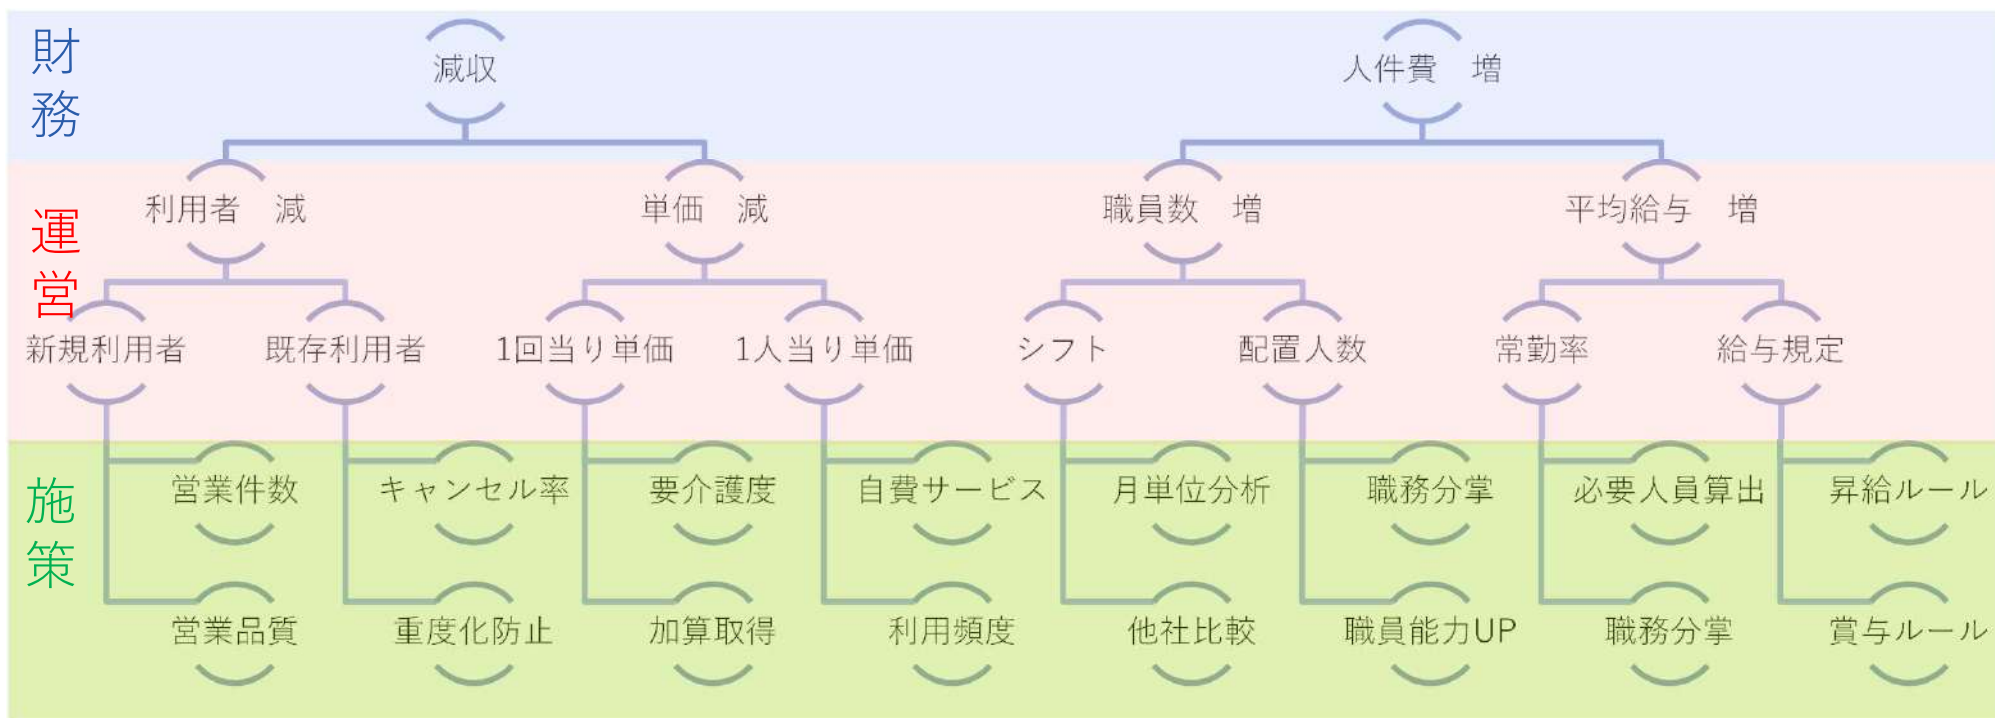 財務
減収
人件費　増
運営
利用者　減
単価　減
職員数　増
平均給与　増
新規利用者
既存利用者
1回当り単価
1人当り単価
シフト
配置人数
常勤率
給与規定
施策
営業件数
キャンセル率
要介護度
自費サービス
月単位分析
職務分掌
必要人員算出
昇給ルール
営業品質
重度化防止
加算取得
利用頻度
他社比較
職員能力UP
職務分掌
賞与ルール